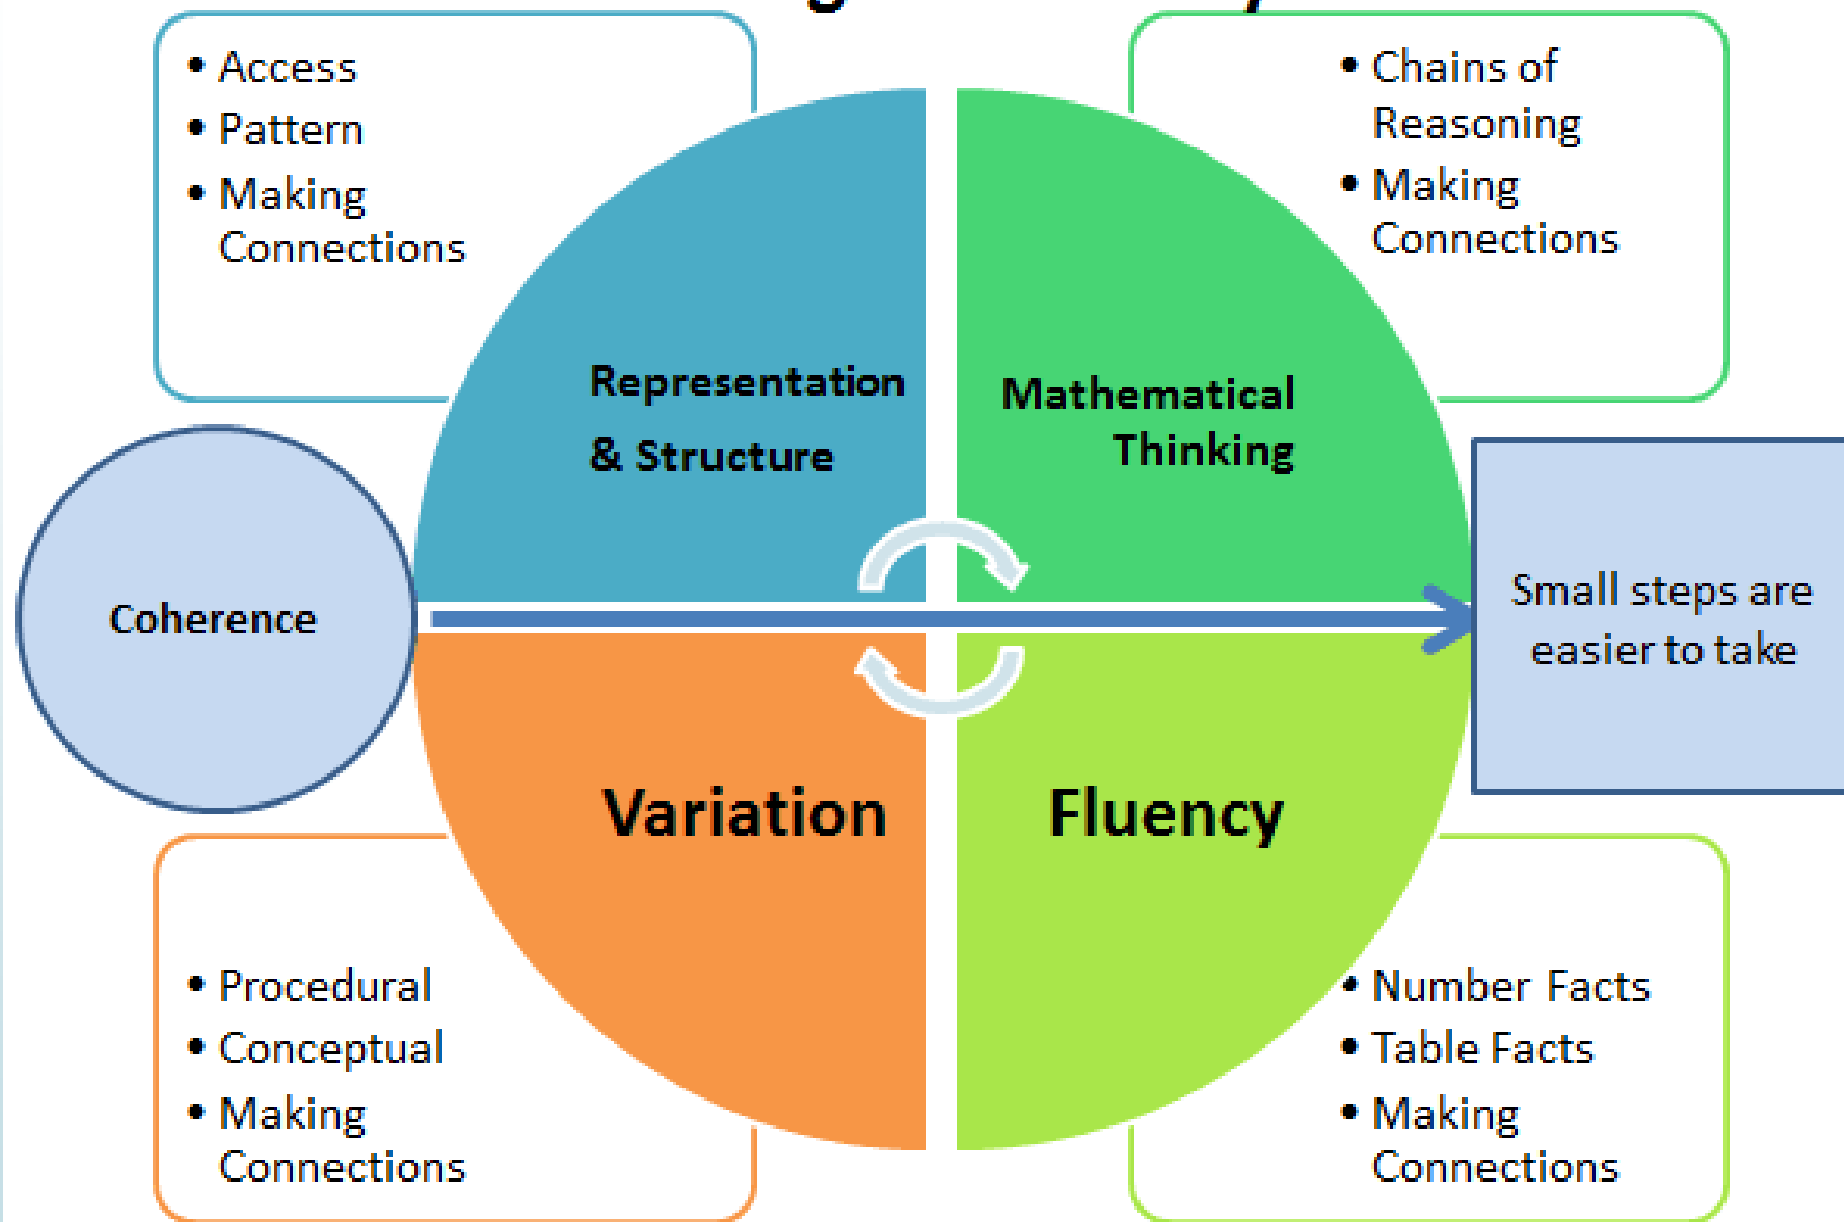 • Access
• Pattern
• Making
Connections
• Chains of
Reasoning
• Making
Connections
Representation
& Structure
Mathematical
Thinking
Coherence
Small steps are
easier to take
Variation
Fluency
• Procedural
• Conceptual
• Making
Connections
• Number Facts
• Table Facts
• Making
Connections